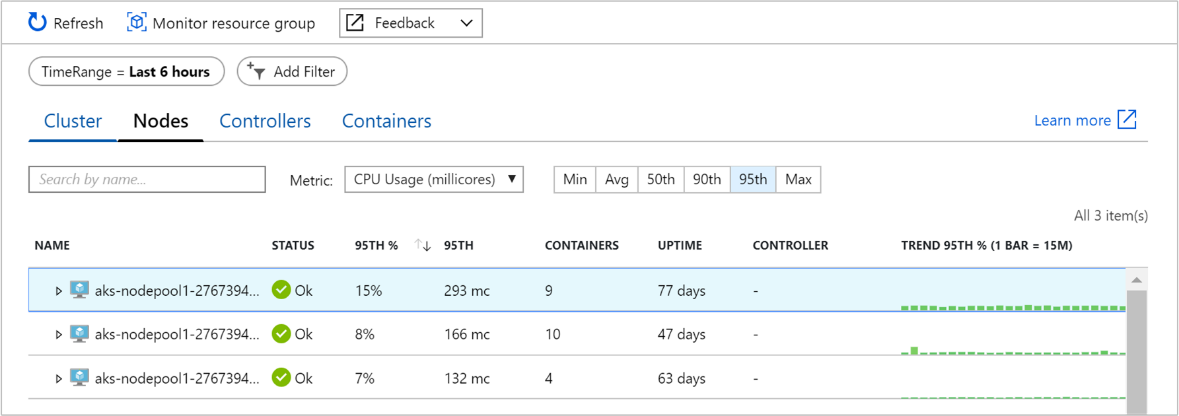 Refresh Monitor resource group Feedback
TimeRange = Last 6 hours Add Filter
Cluster Nodes Controllers Containers Learn more
Search by name... Metric: CPU Usage (millicores) Min Avg 50th 90th 95th Max
All 3 item(s)
NAME STATUS 95TH % 95TH CONTAINERS UPTIME CONTROLLER TREND 95TH % (1 BAR = 15M)
aks-nodepool1-2767394... Ok 15% 293 mc 9 77 days -
aks-nodepool1-2767394... Ok 8% 166 mc 10 47 days -
aks-nodepool1-2767394... Ok 7% 132 mc 4 63 days -